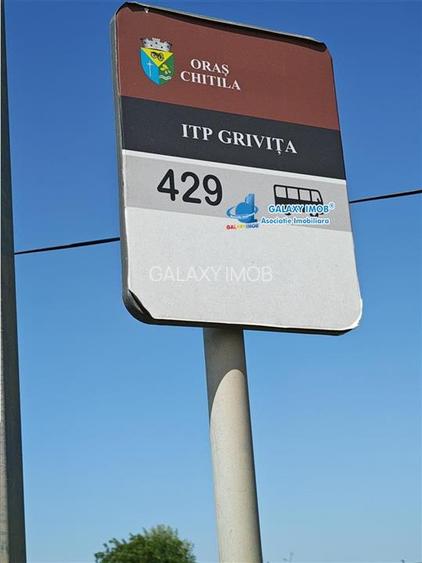 ORAȘ
CHITILA
ITP GRIVIȚA
429
GALAXY IMOB®
Asociatie Imobiliara
GALAXY IMOB
GALAXY IMOB